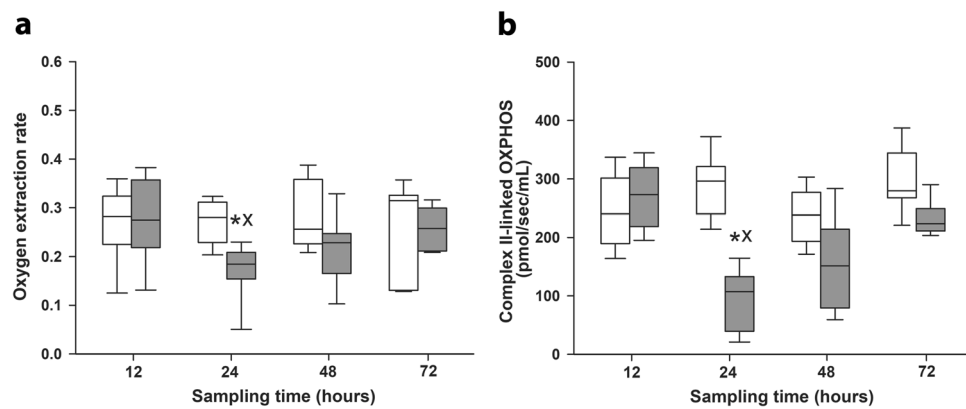 a
0.6
0.5
0.4
0.3
0.2
0.1
0.0
Oxygen extraction rate
*x
12 24 48 72
Sampling time (hours)
b
500
400
300
200
100
0
Complex II-linked OXPHOS
(pmol/sec/mL)
*x
12 24 48 72
Sampling time (hours)